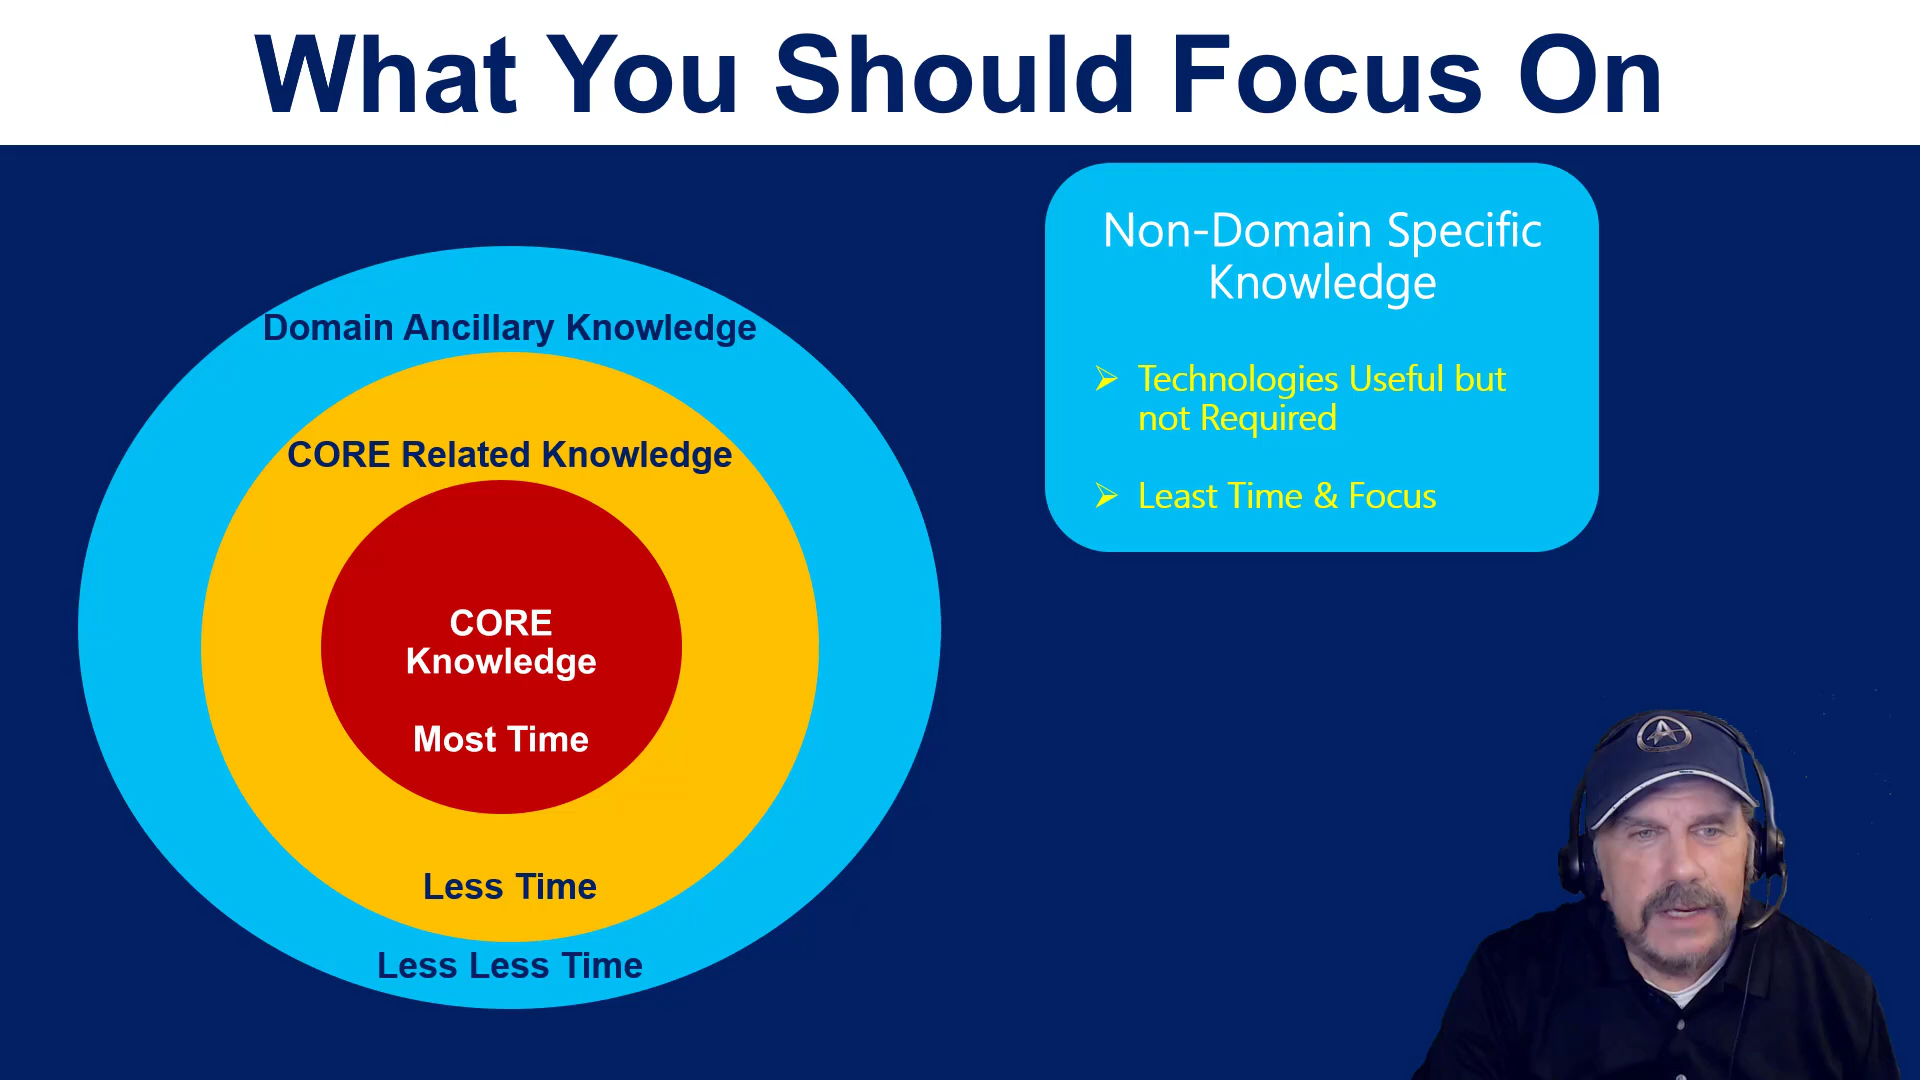 What You Should Focus On
Domain Ancillary Knowledge
CORE Related Knowledge
CORE
Knowledge
Most Time
Less Time
Less Less Time
Non-Domain Specific
Knowledge
➢ Technologies Useful but
not Required
➢ Least Time & Focus